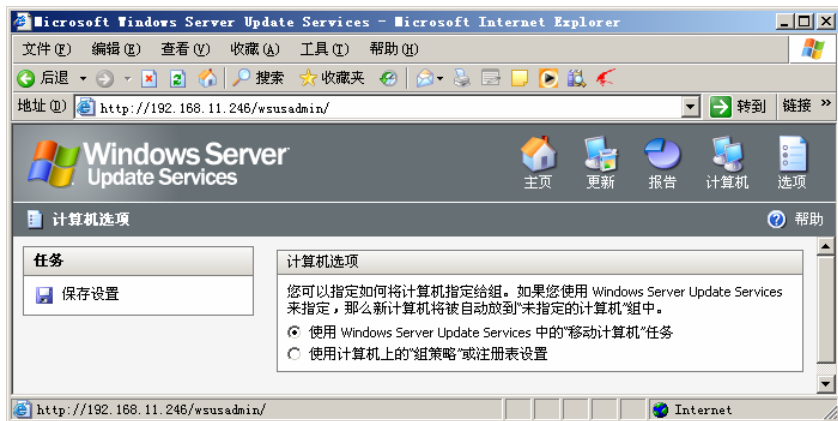 Microsoft Windows Server Update Services - Microsoft Internet Explorer
文件(F) 编辑(E) 查看(V) 收藏(A) 工具(T) 帮助(H)
后退 搜索 收藏夹
地址(D) http://192.168.11.246/wsusadmin/ 转到 链接 »
Windows Server
Update Services
主页 更新 报告 计算机 选项
计算机选项 帮助
任务
保存设置
计算机选项
您可以指定如何将计算机指定给组。如果您使用 Windows Server Update Services
来指定，那么新计算机将被自动放到“未指定的计算机”组中。
使用 Windows Server Update Services 中的“移动计算机”任务
使用计算机上的“组策略”或注册表设置
http://192.168.11.246/wsusadmin/ Internet